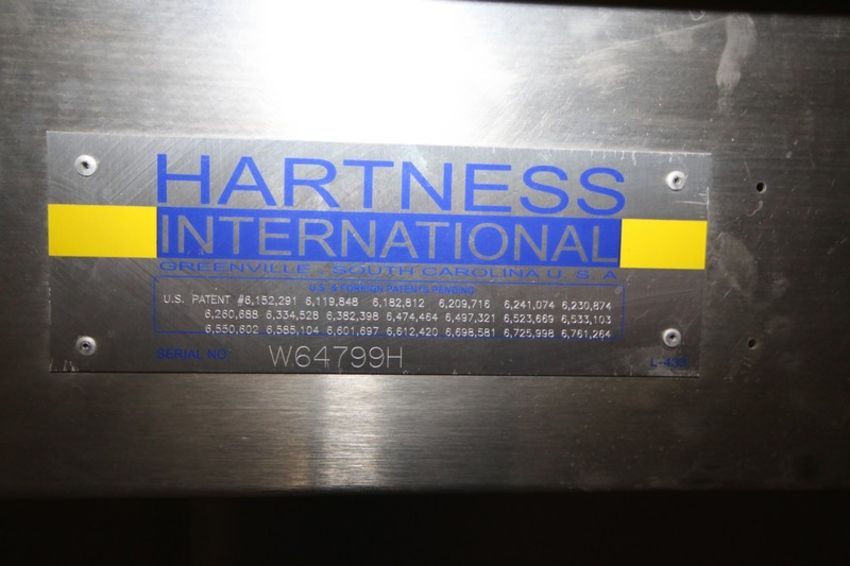 HARTNESS
INTERNATIONAL
GREENVILLE, SOUTH CAROLINA U.S.A
U.S. & FOREIGN PATENTS PENDING
U.S. PATENT #6,152,291 6,119,848 6,182,812 6,209,716 6,241,074 6,230,874
6,260,688 6,334,528 6,382,398 6,474,464 6,497,321 6,523,669 6,533,103
6,550,602 6,585,104 6,601,697 6,612,420 6,698,581 6,725,998 6,761,264
SERIAL NO. W64799H